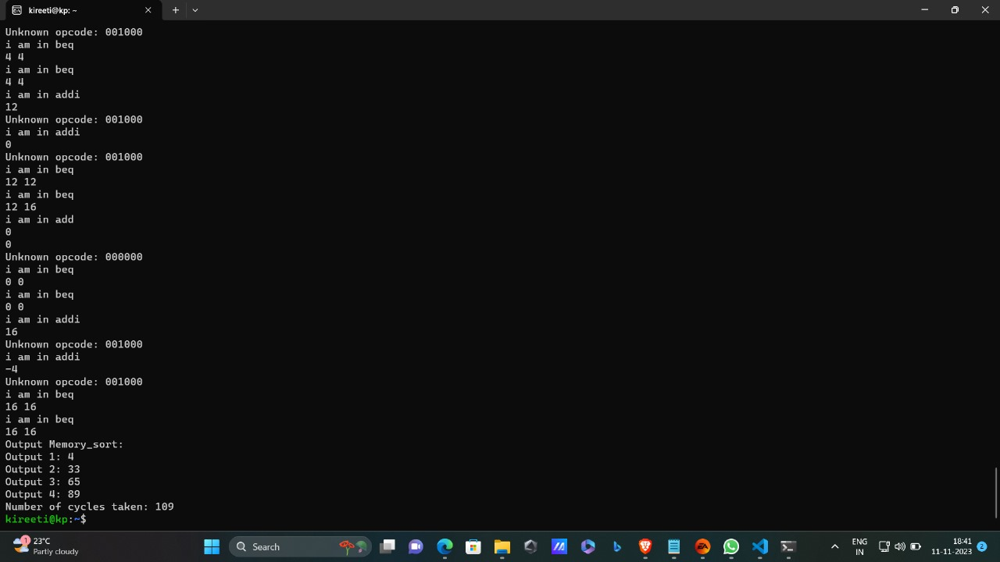 kireeti@kp: ~
Unknown opcode: 001000
i am in beq
4 4
i am in beq
4 4
i am in addi
12
Unknown opcode: 001000
i am in addi
0
Unknown opcode: 001000
i am in beq
12 12
i am in beq
12 16
i am in add
0
0
Unknown opcode: 000000
i am in beq
0 0
i am in beq
0 0
i am in addi
16
Unknown opcode: 001000
i am in addi
-4
Unknown opcode: 001000
i am in beq
16 16
i am in beq
16 16
Output Memory_sort:
Output 1: 4
Output 2: 33
Output 3: 65
Output 4: 89
Number of cycles taken: 109
kireeti@kp:~$
1
23°C
Partly cloudy
Search
EA
ENG
IN
18:41
11-11-2023
2